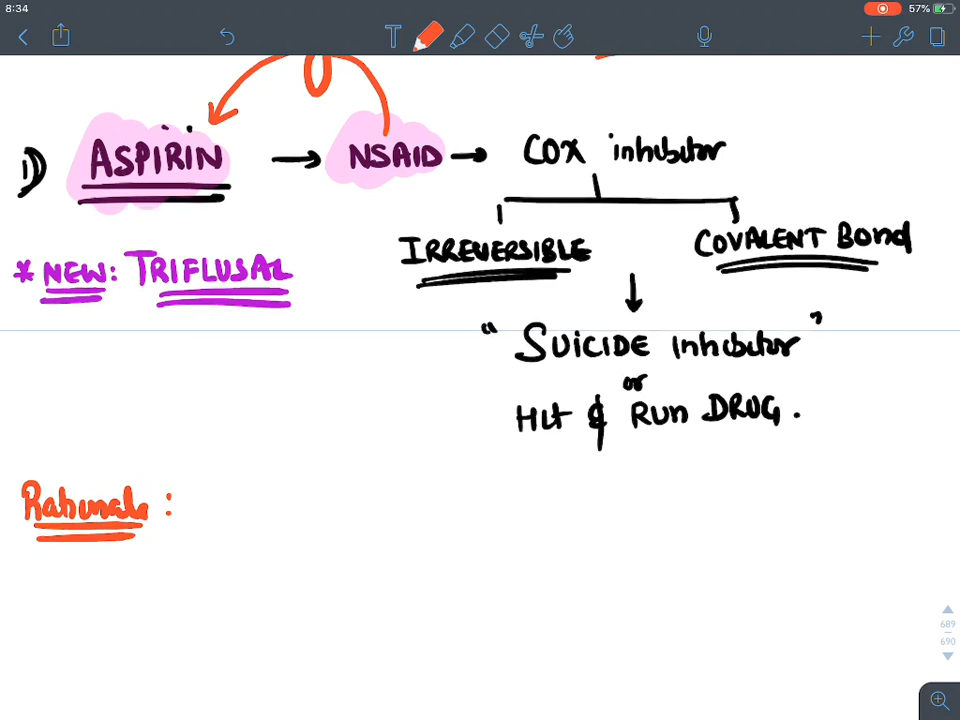 8:34
57%
T
1) ASPIRIN → NSAID → COX inhibitor
IRREVERSIBLE COVALENT Bond
* NEW: TRIFLUSAL
"SUICIDE inhibitor"
or
Hit & Run DRUG.
Rationale :
689
690